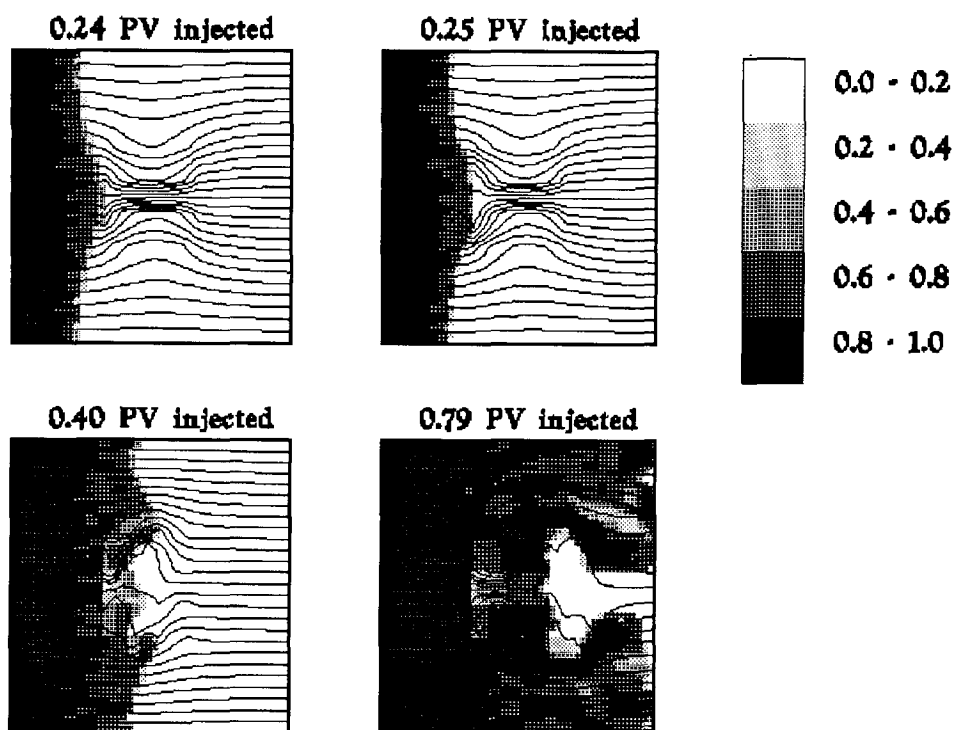 0.24 PV injected
0.25 PV injected
0.0 - 0.2
0.2 - 0.4
0.4 - 0.6
0.6 - 0.8
0.8 - 1.0
0.40 PV injected
0.79 PV injected